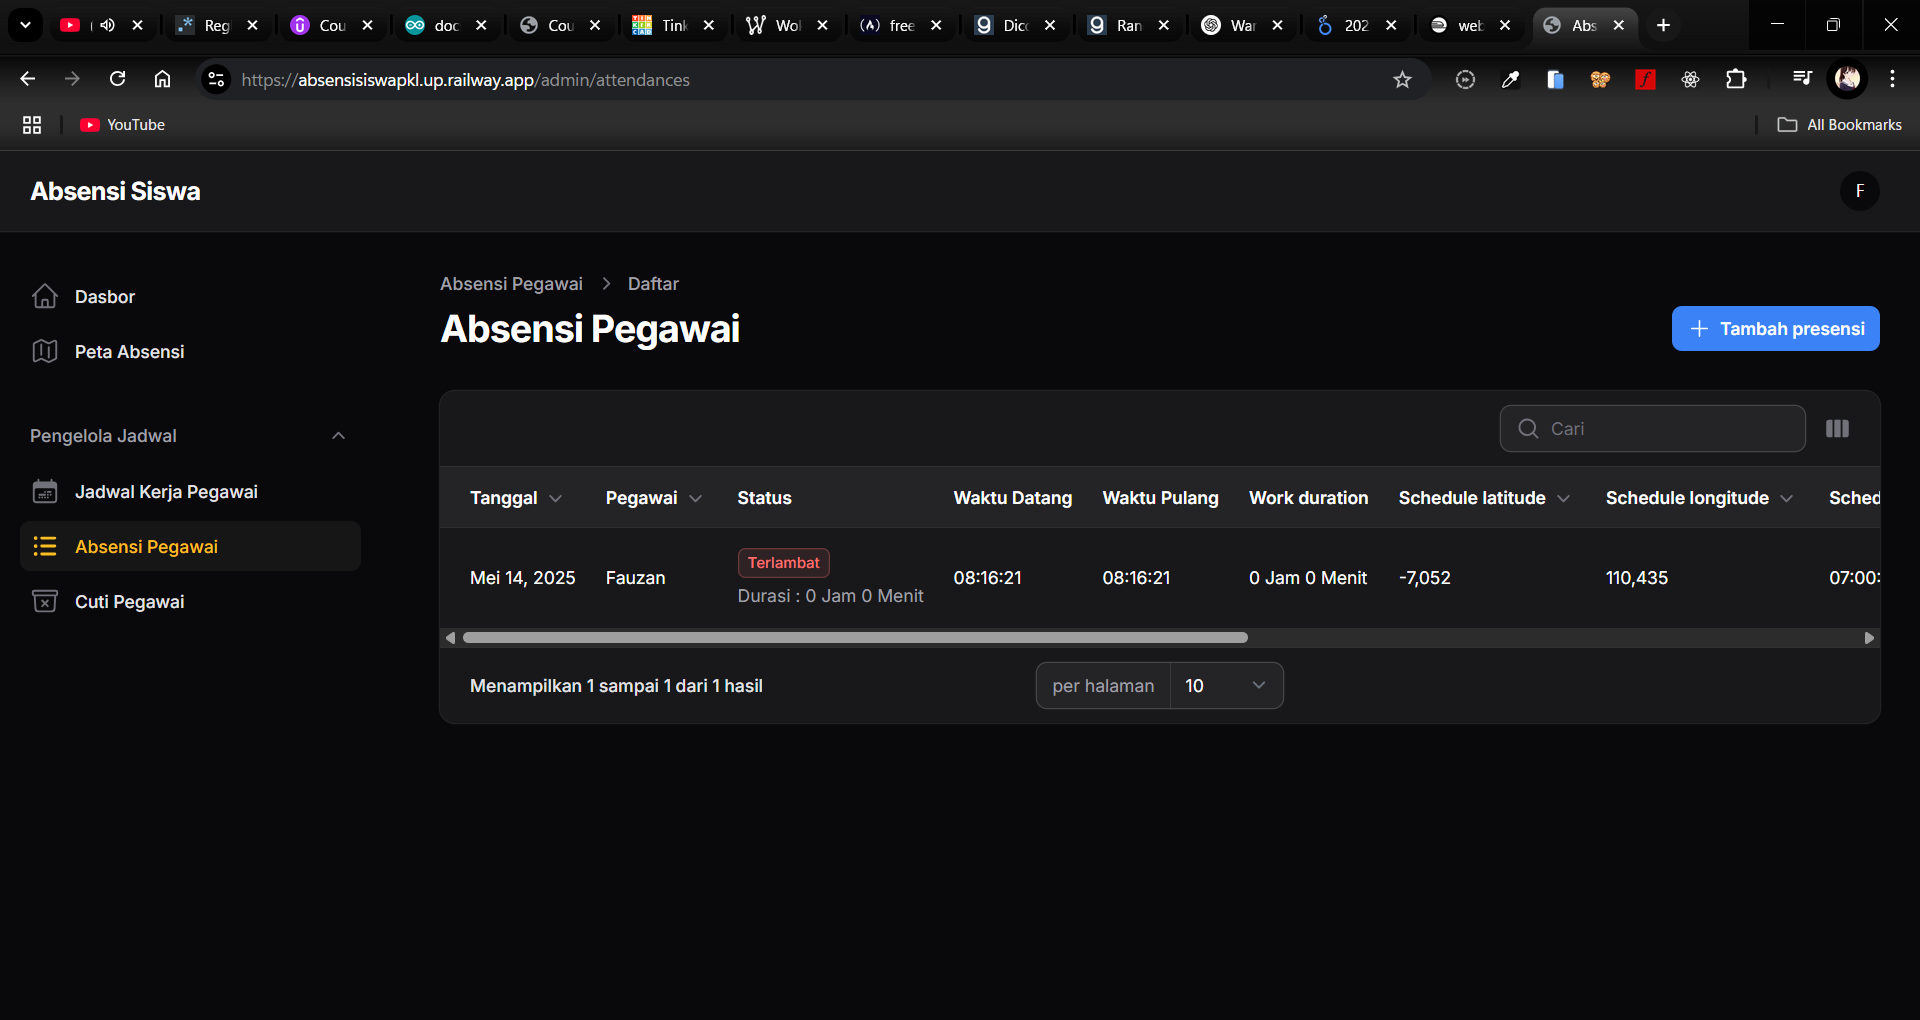 Reg
Cou
doc
Cou
Tink
Wok
free
Dicc
Ran
War
202
web
Abs
https://absensisiswapkl.up.railway.app/admin/attendances
YouTube
All Bookmarks
Absensi Siswa
F
Dasbor
Peta Absensi
Pengelola Jadwal
Jadwal Kerja Pegawai
Absensi Pegawai
Cuti Pegawai
Absensi Pegawai > Daftar
Absensi Pegawai
Tambah presensi
Cari
Tanggal Pegawai Status Waktu Datang Waktu Pulang Work duration Schedule latitude Schedule longitude Sched
Terlambat
Mei 14, 2025 Fauzan 08:16:21 08:16:21 0 Jam 0 Menit -7,052 110,435 07:00:
Durasi : 0 Jam 0 Menit
Menampilkan 1 sampai 1 dari 1 hasil
per halaman 10